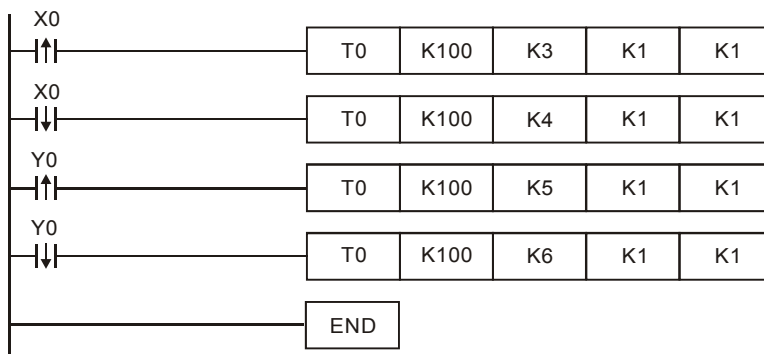 X0
T0 K100 K3 K1 K1
X0
T0 K100 K4 K1 K1
Y0
T0 K100 K5 K1 K1
Y0
T0 K100 K6 K1 K1
END